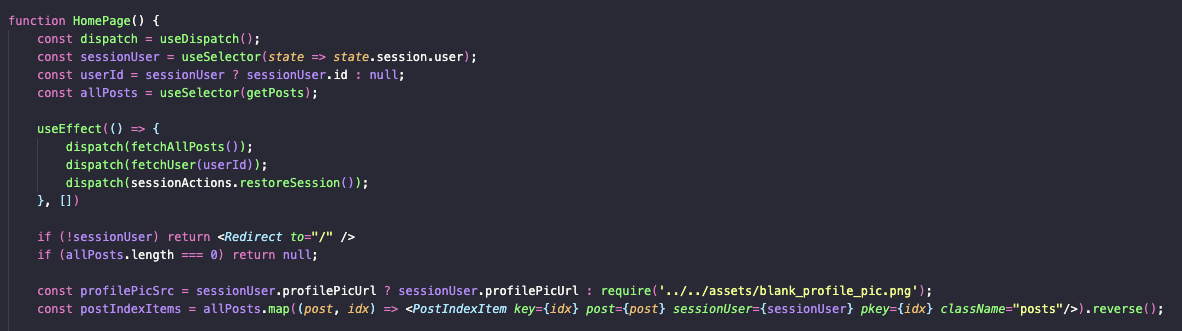 function HomePage() {
    const dispatch = useDispatch();
    const sessionUser = useSelector(state => state.session.user);
    const userId = sessionUser ? sessionUser.id : null;
    const allPosts = useSelector(getPosts);

    useEffect(() => {
        dispatch(fetchAllPosts());
        dispatch(fetchUser(userId));
        dispatch(sessionActions.restoreSession());
    }, [])

    if (!sessionUser) return <Redirect to="/" />
    if (allPosts.length === 0) return null;

    const profilePicSrc = sessionUser.profilePicUrl ? sessionUser.profilePicUrl : require('../../assets/blank_profile_pic.png');
    const postIndexItems = allPosts.map((post, idx) => <PostIndexItem key={idx} post={post} sessionUser={sessionUser} pkey={idx} className="posts"/>).reverse();